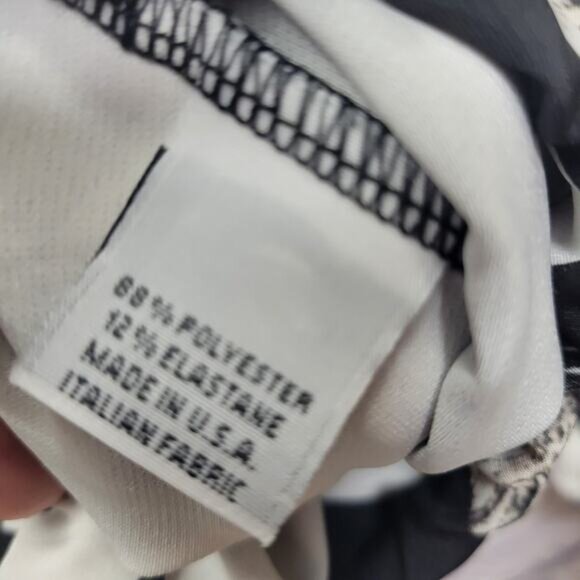 88% POLYESTER
12% ELASTANE
MADE IN U.S.A.
ITALIAN FABRIC